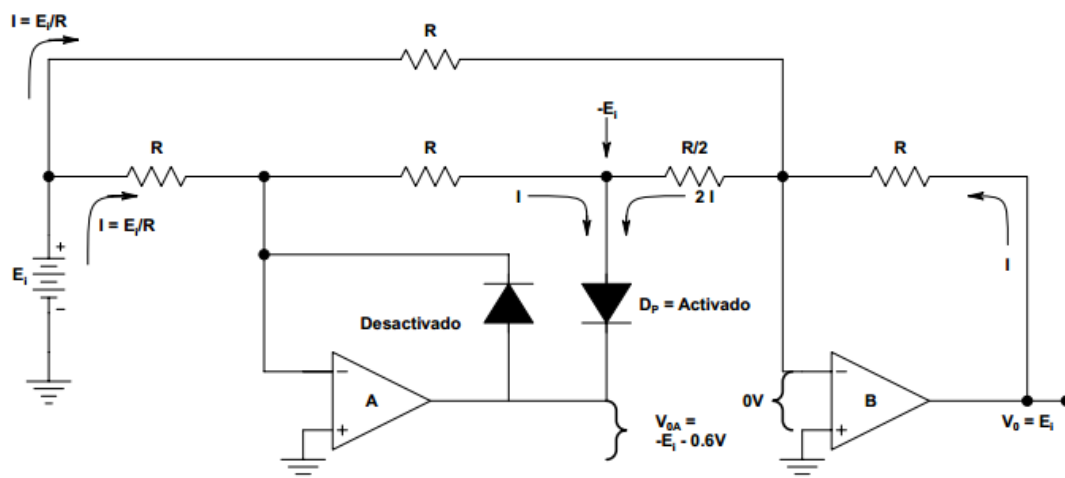 I = Ei/R
R
-Ei
R
R
R/2
R
I
2 I
I = Ei/R
I
+
Ei
−
Desactivado
DP = Activado
−
A
+
0V
−
B
+
V0A =
-Ei - 0.6V
V0 = Ei